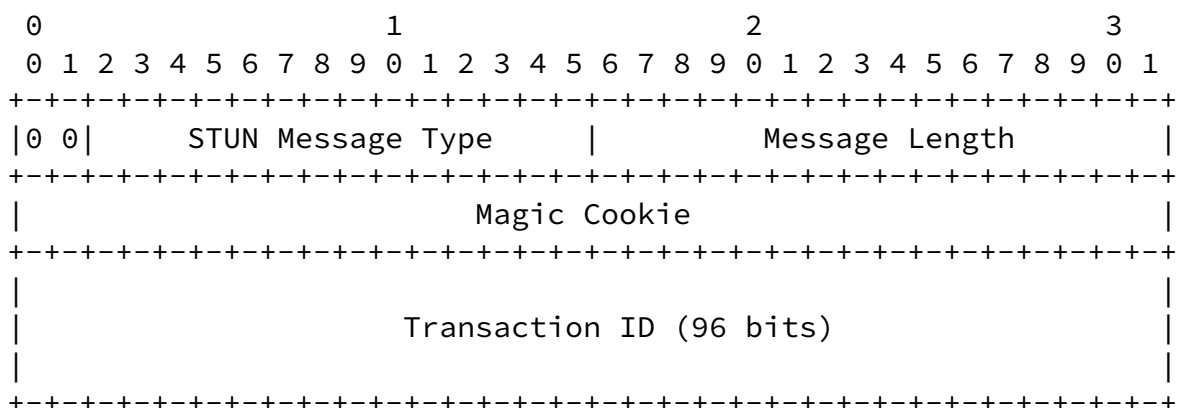 0                   1                   2                   3
 0 1 2 3 4 5 6 7 8 9 0 1 2 3 4 5 6 7 8 9 0 1 2 3 4 5 6 7 8 9 0 1
+-+-+-+-+-+-+-+-+-+-+-+-+-+-+-+-+-+-+-+-+-+-+-+-+-+-+-+-+-+-+-+-+
|0 0|     STUN Message Type     |         Message Length        |
+-+-+-+-+-+-+-+-+-+-+-+-+-+-+-+-+-+-+-+-+-+-+-+-+-+-+-+-+-+-+-+-+
|                         Magic Cookie                          |
+-+-+-+-+-+-+-+-+-+-+-+-+-+-+-+-+-+-+-+-+-+-+-+-+-+-+-+-+-+-+-+-+
|                                                               |
|                     Transaction ID (96 bits)                  |
|                                                               |
+-+-+-+-+-+-+-+-+-+-+-+-+-+-+-+-+-+-+-+-+-+-+-+-+-+-+-+-+-+-+-+-+